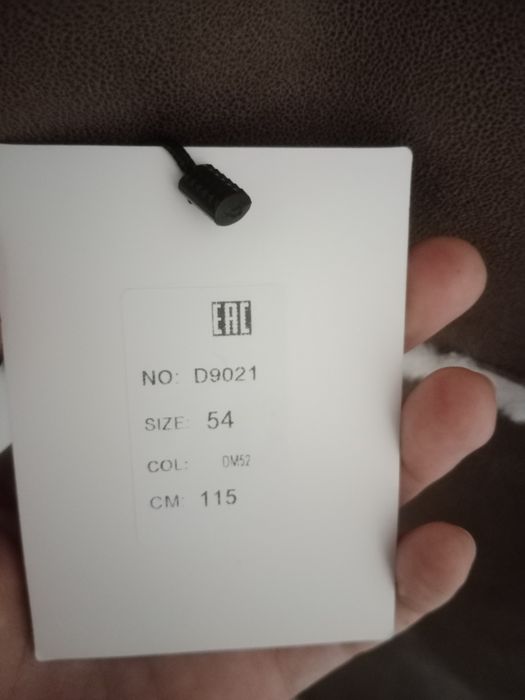 EAC
NO: D9021
SIZE: 54
COL: DM52
CM: 115